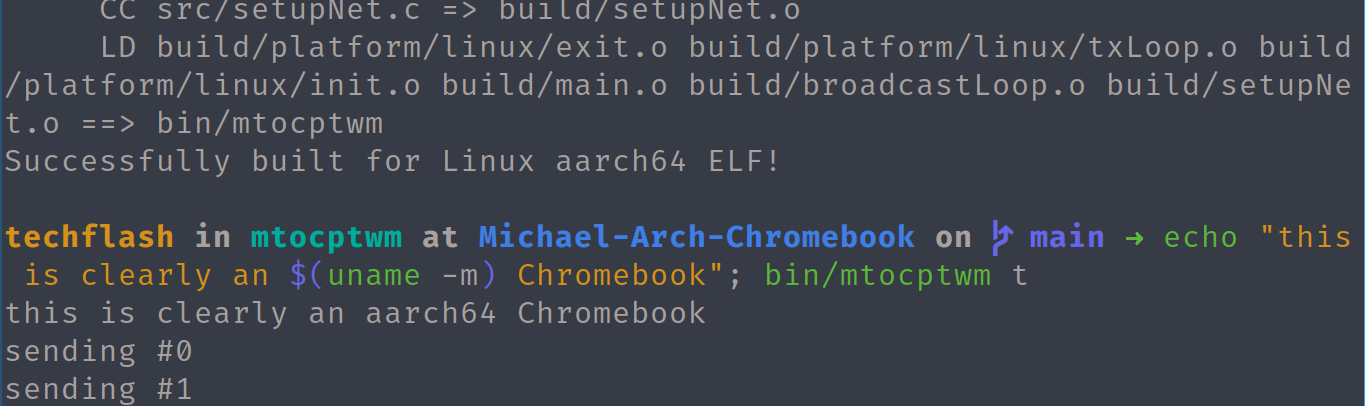 CC src/setupNet.c => build/setupNet.o
LD build/platform/linux/exit.o build/platform/linux/txLoop.o build
/platform/linux/init.o build/main.o build/broadcastLoop.o build/setupNe
t.o ==> bin/mtocptwm
Successfully built for Linux aarch64 ELF!
techflash in mtocptwm at Michael-Arch-Chromebook on main → echo "this
is clearly an $(uname -m) Chromebook"; bin/mtocptwm t
this is clearly an aarch64 Chromebook
sending #0
sending #1